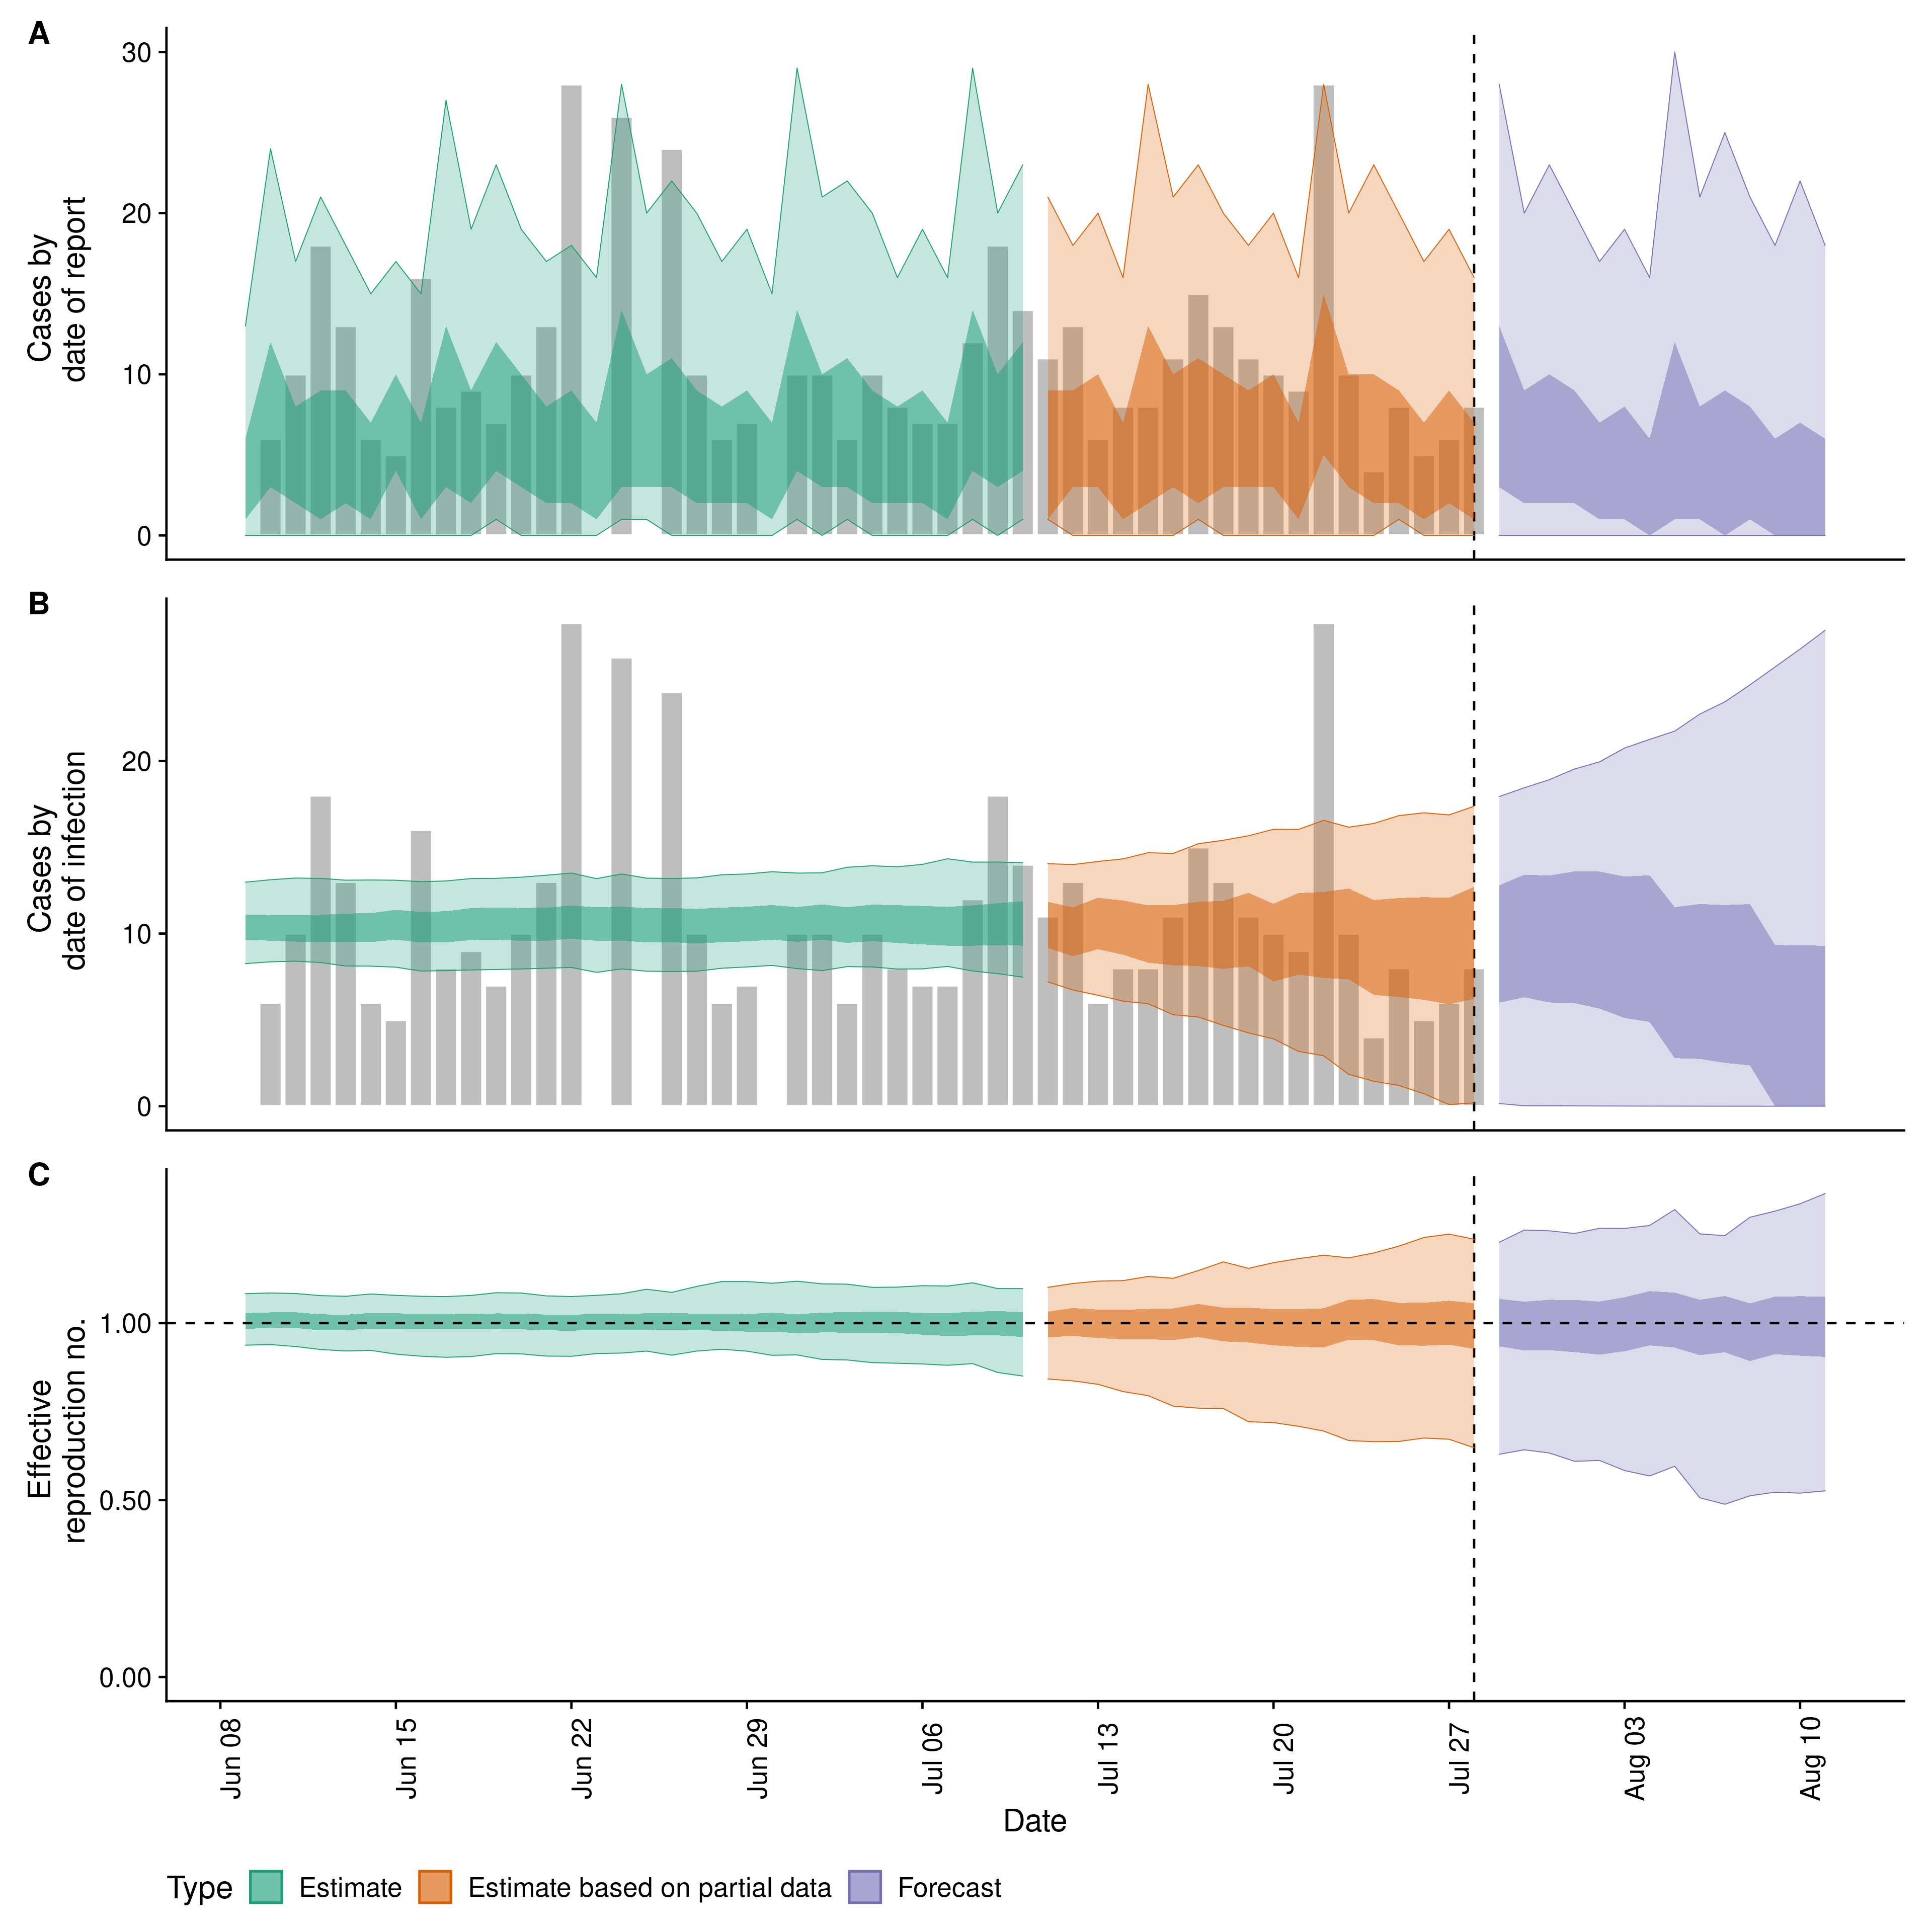 A
30
20
10
0
Cases by
date of report
B
20
10
0
Cases by
date of infection
C
1.00
0.50
0.00
Effective
reproduction no.
Jun 08
Jun 15
Jun 22
Jun 29
Jul 06
Jul 13
Jul 20
Jul 27
Aug 03
Aug 10
Date
Type Estimate Estimate based on partial data Forecast